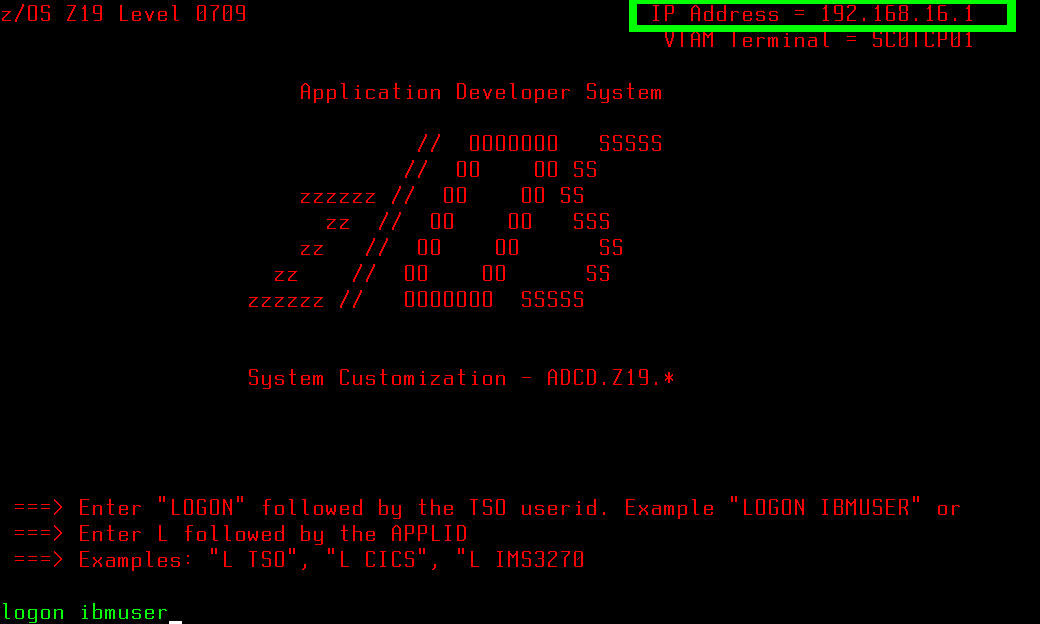 z/OS Z19 Level 0709 IP Address = 192.168.16.1
VTAM Terminal = SC0TCP01
Application Developer System
// OOOOOOO SSSSS
// OO OO SS
zzzzzz // OO OO SS
zz // OO OO SSS
zz // OO OO SS
zz // OO OO SS
zzzzzz // OOOOOOO SSSSS
System Customization - ADCD.Z19.*
===> Enter "LOGON" followed by the TSO userid. Example "LOGON IBMUSER" or
===> Enter L followed by the APPLID
===> Examples: "L TSO", "L CICS", "L IMS3270
logon ibmuser